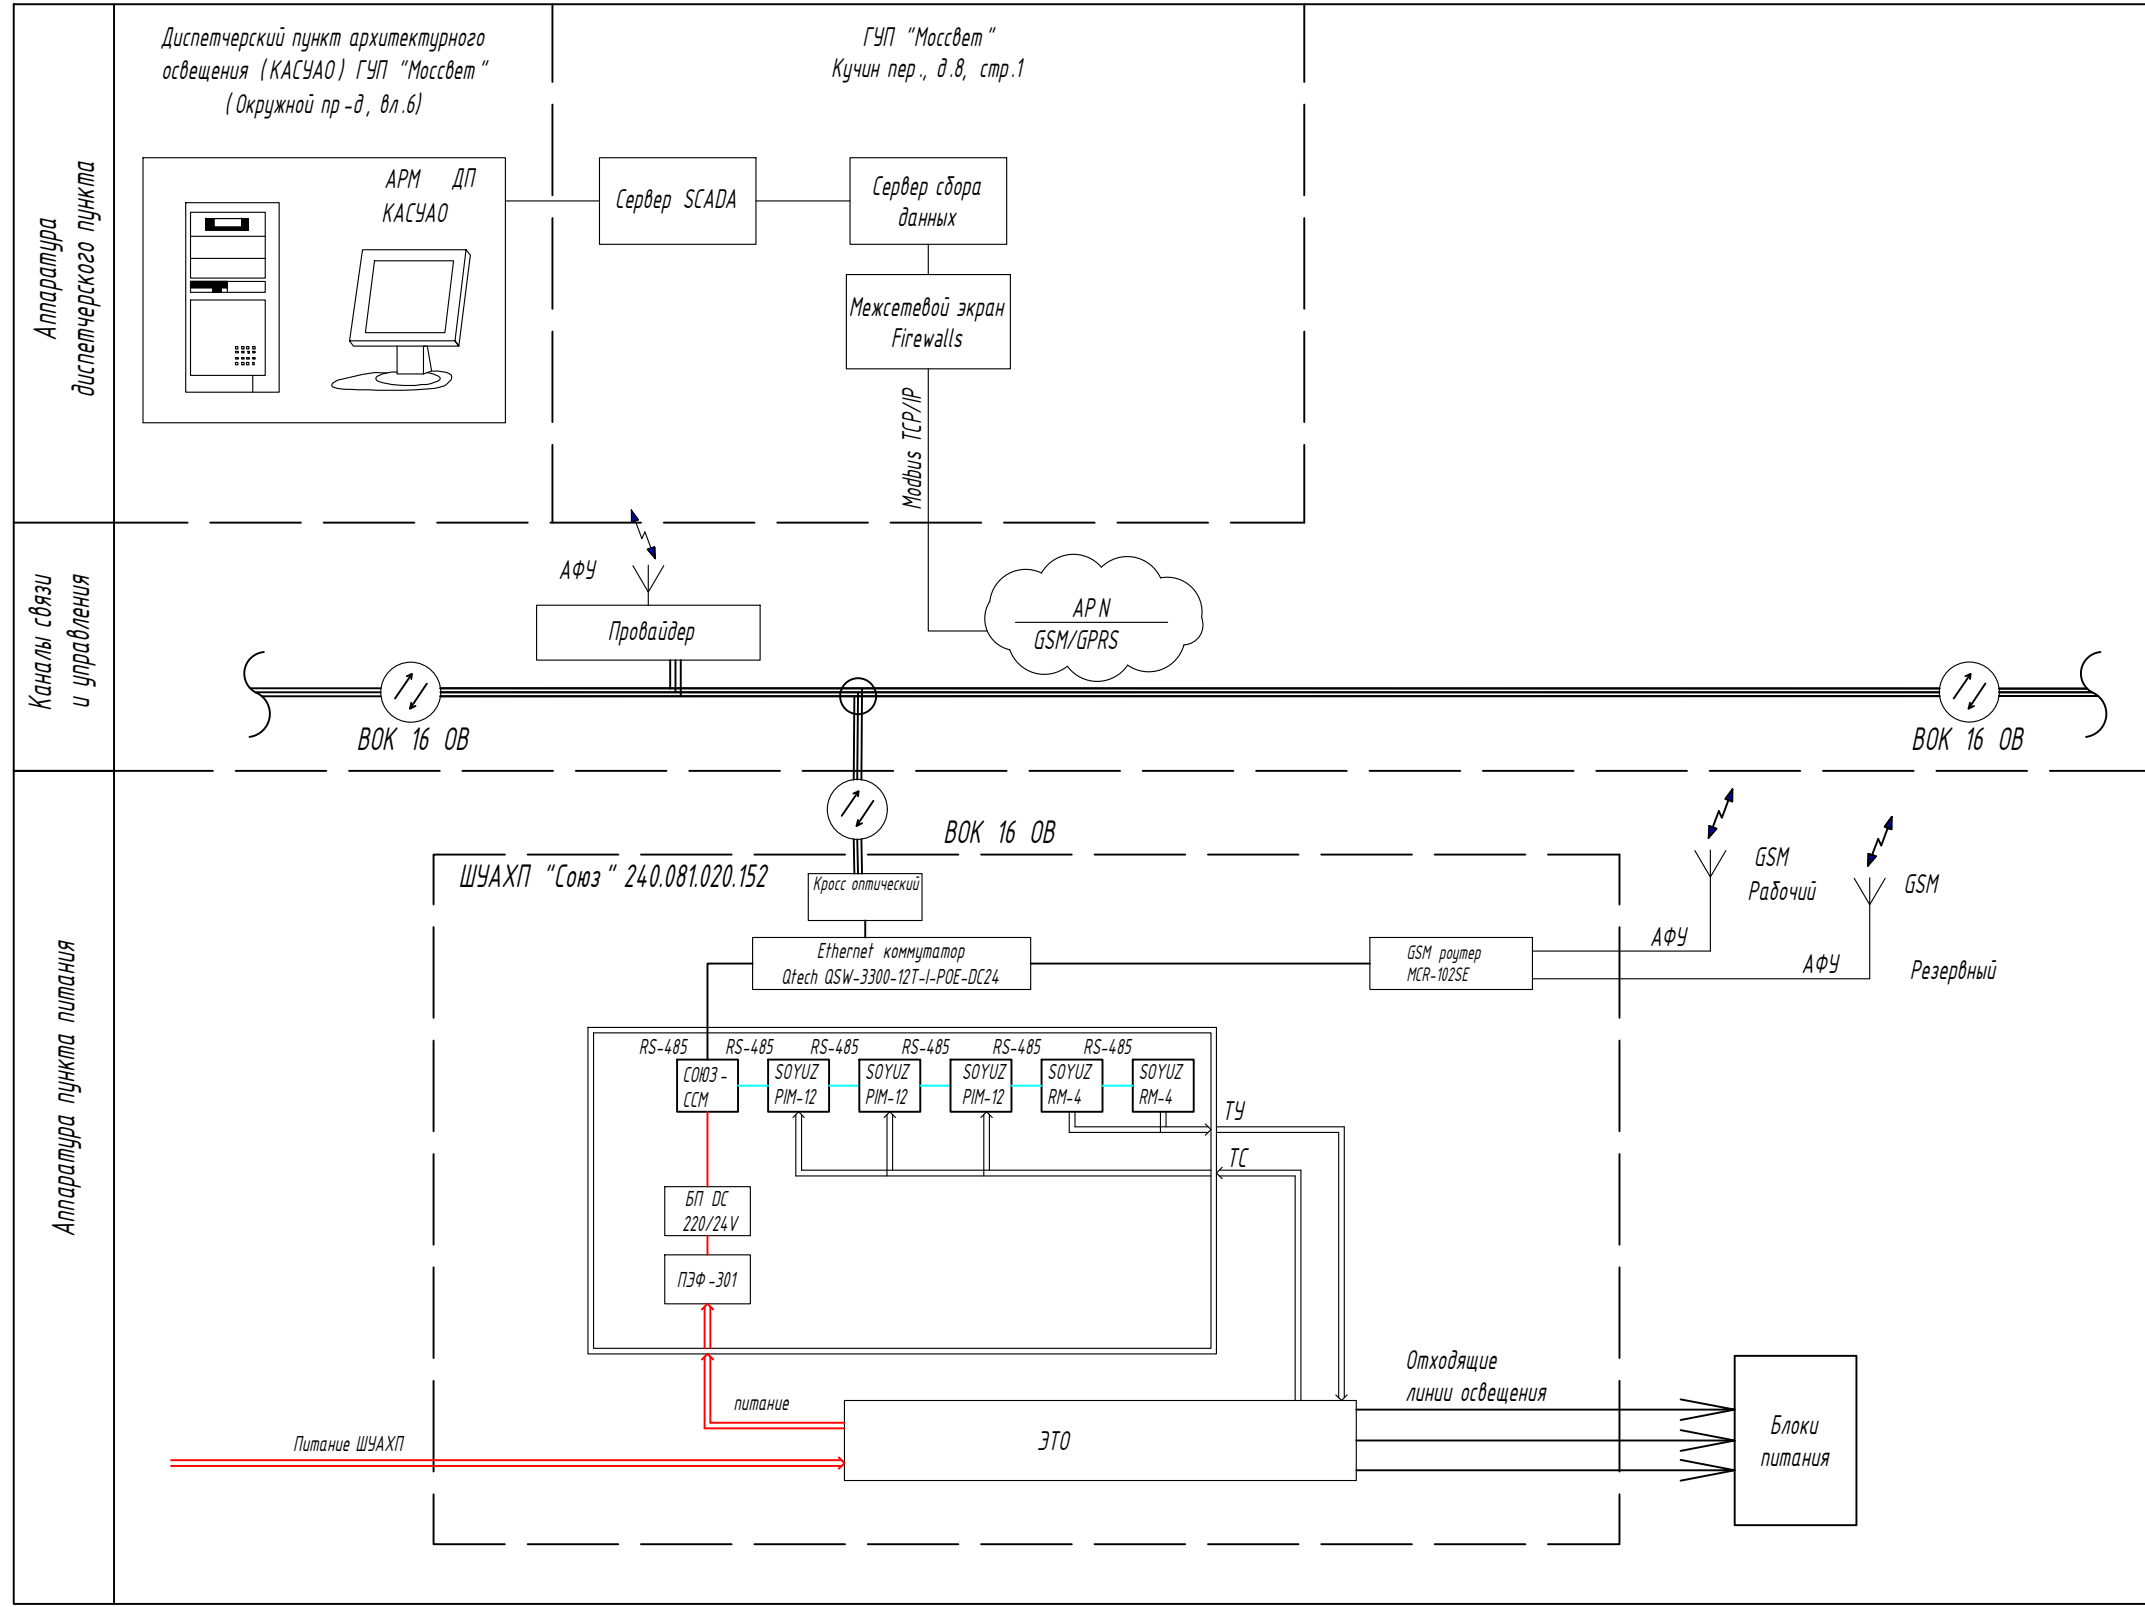 Аппаратура
диспетчерского пункта
Диспетчерский пункт архитектурного
освещения (КАСУАО) ГУП "Моссвет"
(Окружной пр-д, вл.6)
ГУП "Моссвет"
Кучин пер., д.8, стр.1
АРМ ДП
КАСУАО
Сервер SCADA
Сервер сбора
данных
Межсетевой экран
Firewalls
Modbus TCP/IP
Каналы связи
и управления
АФУ
Провайдер
APN
GSM/GPRS
ВОК 16 ОВ
ВОК 16 ОВ
Аппаратура пункта питания
ВОК 16 ОВ
ШУАХП "Союз" 240.081.020.152
Кросс оптический
Ethernet коммутатор
Qtech QSW-3300-12T-I-POE-DC24
GSM роутер
MCR-102SE
АФУ
АФУ
GSM
Рабочий
GSM
Резервный
RS-485
RS-485
RS-485
RS-485
RS-485
RS-485
СОЮЗ-
ССМ
SOYUZ
PIM-12
SOYUZ
PIM-12
SOYUZ
PIM-12
SOYUZ
RM-4
SOYUZ
RM-4
ТУ
ТС
БП DC
220/24V
ПЭФ-301
питание
Питание ШУАХП
ЭТО
Отходящие
линии освещения
Блоки
питания